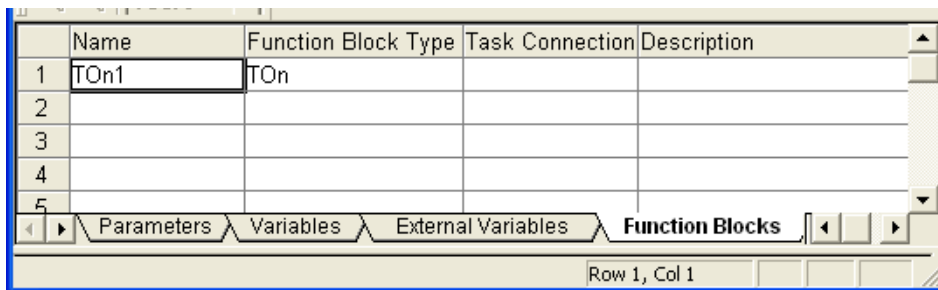 Name Function Block Type Task Connection Description
1 TOn1 TOn
2
3
4
5
Parameters Variables External Variables Function Blocks
Row 1, Col 1